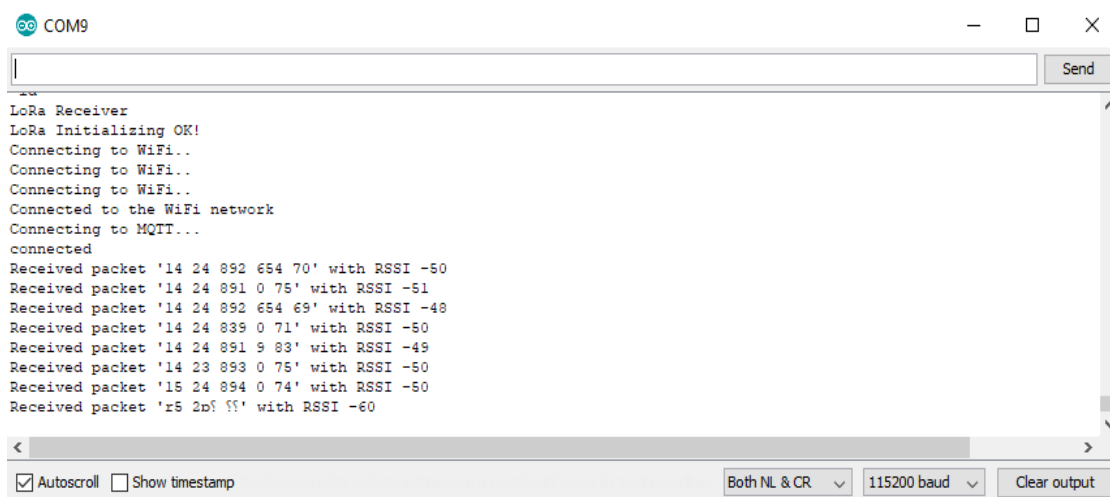 COM9
Send
LoRa Receiver
LoRa Initializing OK!
Connecting to WiFi..
Connecting to WiFi..
Connecting to WiFi..
Connected to the WiFi network
Connecting to MQTT...
connected
Received packet '14 24 892 654 70' with RSSI -50
Received packet '14 24 891 0 75' with RSSI -51
Received packet '14 24 892 654 69' with RSSI -48
Received packet '14 24 839 0 71' with RSSI -50
Received packet '14 24 891 9 83' with RSSI -49
Received packet '14 23 893 0 75' with RSSI -50
Received packet '15 24 894 0 74' with RSSI -50
Received packet 'r5 with RSSI -60
Autoscroll Show timestamp Both NL & CR 115200 baud Clear output